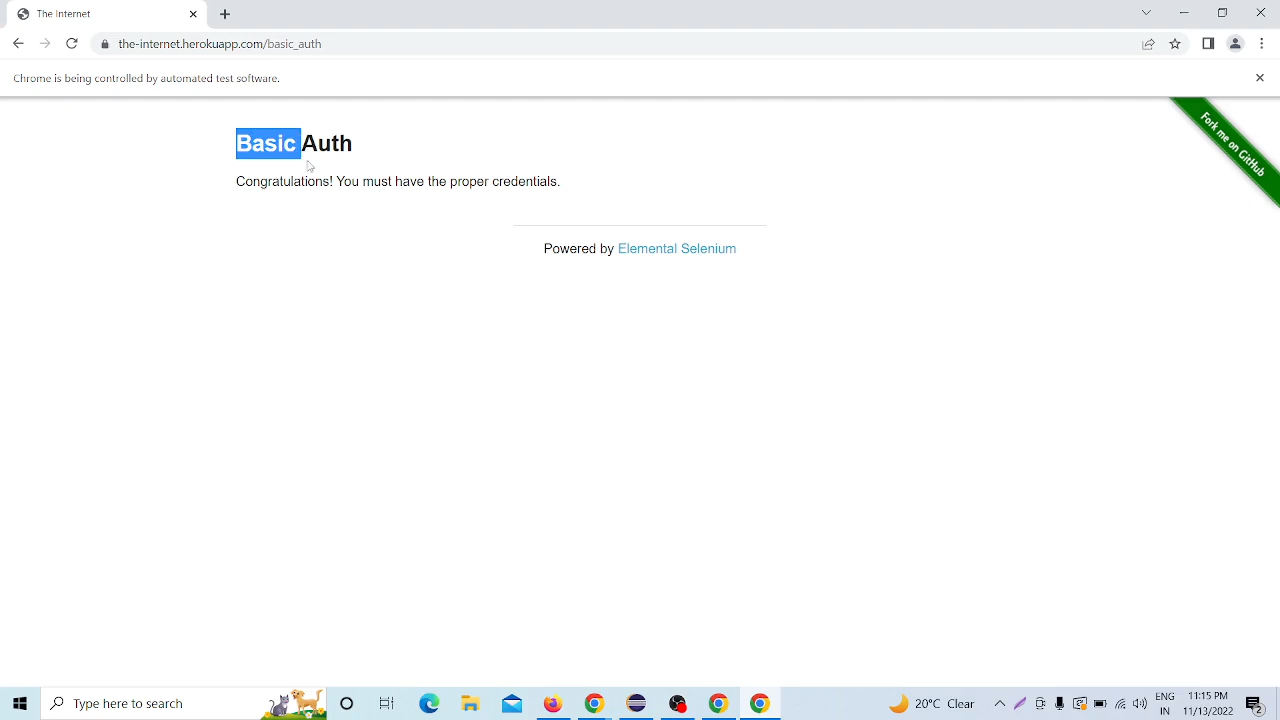 The Internet
the-internet.herokuapp.com/basic_auth
Chrome is being controlled by automated test software.
Fork me on GitHub
Basic Auth
Congratulations! You must have the proper credentials.
Powered by Elemental Selenium
Type here to search
20°C Clear
ENG
IN
11:15 PM
11/13/2022
2